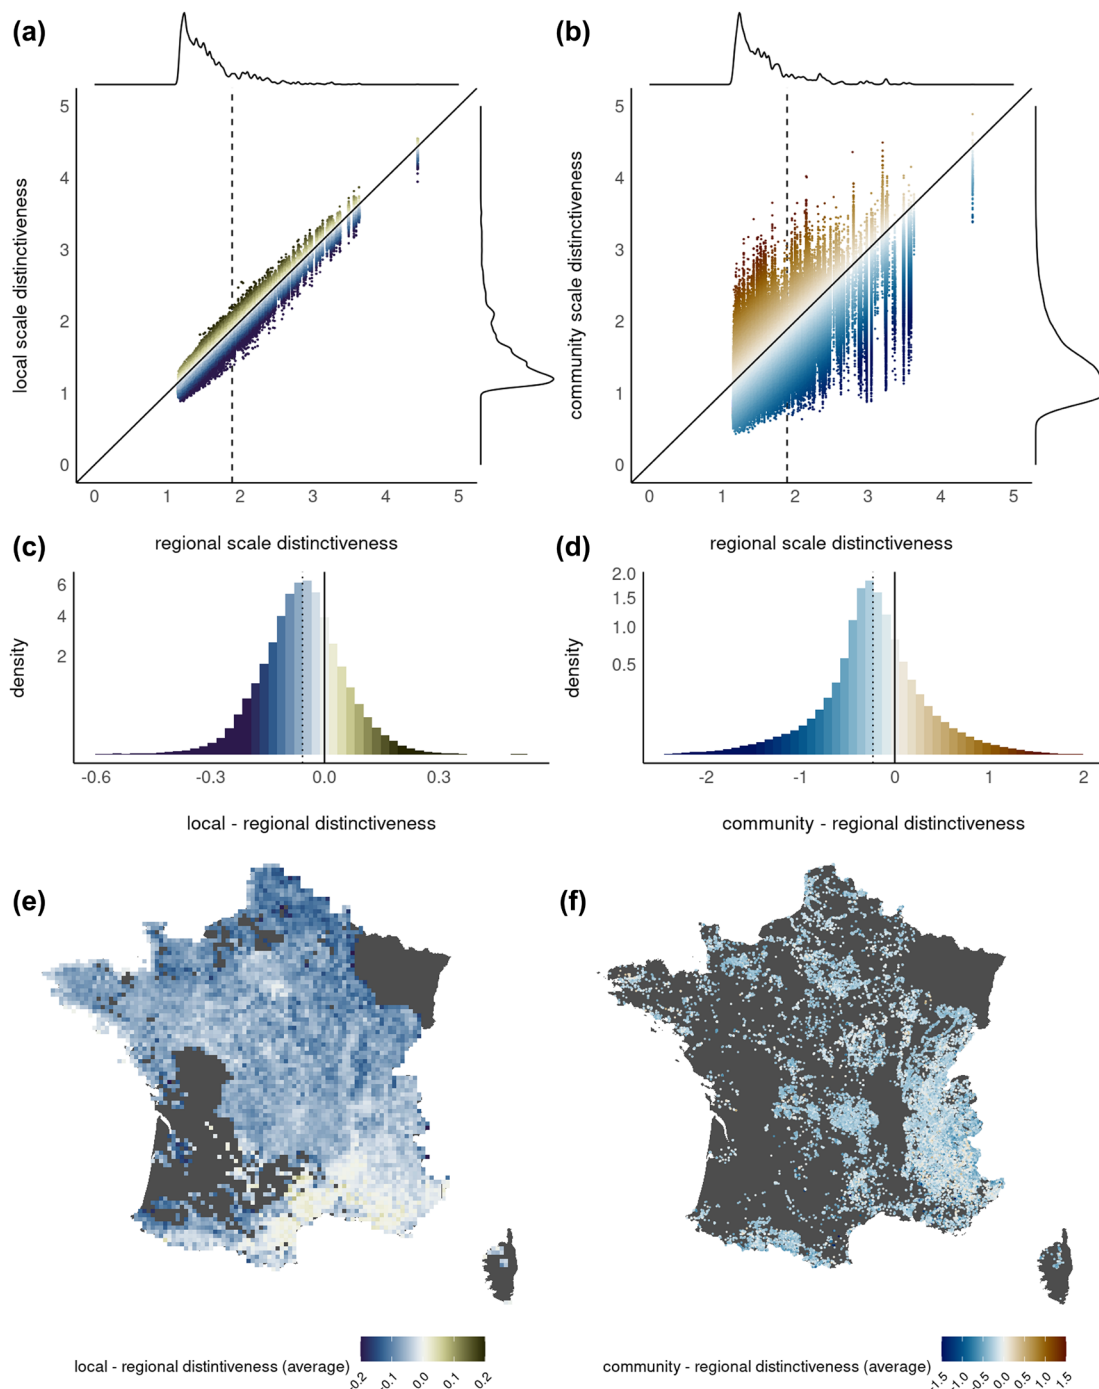 (a)
(b)
5
4
3
2
1
0
local scale distinctiveness
0 1 2 3 4 5
regional scale distinctiveness
5
4
3
2
1
0
community scale distinctiveness
0 1 2 3 4 5
regional scale distinctiveness
(c)
6
4
2
density
-0.6 -0.3 0.0 0.3
local - regional distinctiveness
(d)
2.0
1.5
1.0
0.5
density
-2 -1 0 1 2
community - regional distinctiveness
(e)
(f)
local - regional distintiveness (average)
-0.2 -0.1 0.0 0.1 0.2
community - regional distinctiveness (average)
-1.5 -1.0 -0.5 0.0 0.5 1.0 1.5